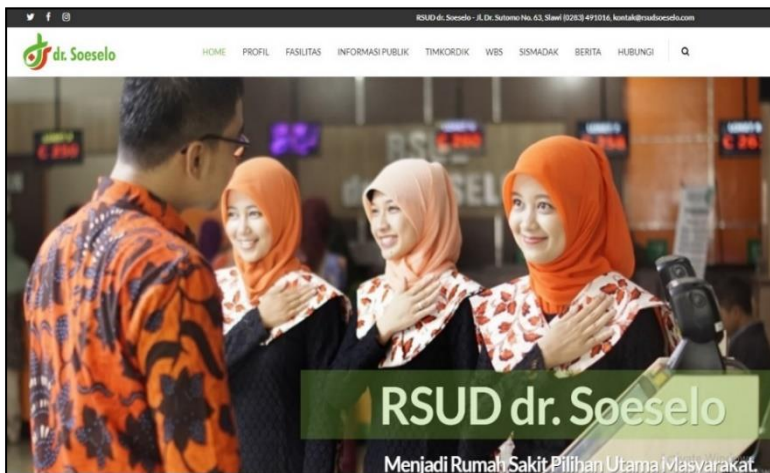 RSUD dr. Soeselo - Jl. Dr. Sutomo No. 63, Slawi (0283) 491016, kontak@rsudsoeselo.com
dr. Soeselo
HOME PROFIL FASILITAS INFORMASI PUBLIK TIMKORDIK WBS SISMADAK BERITA HUBUNGI
RSU
RSUD dr. Soeselo
Menjadi Rumah Sakit Pilihan Utama Masyarakat.